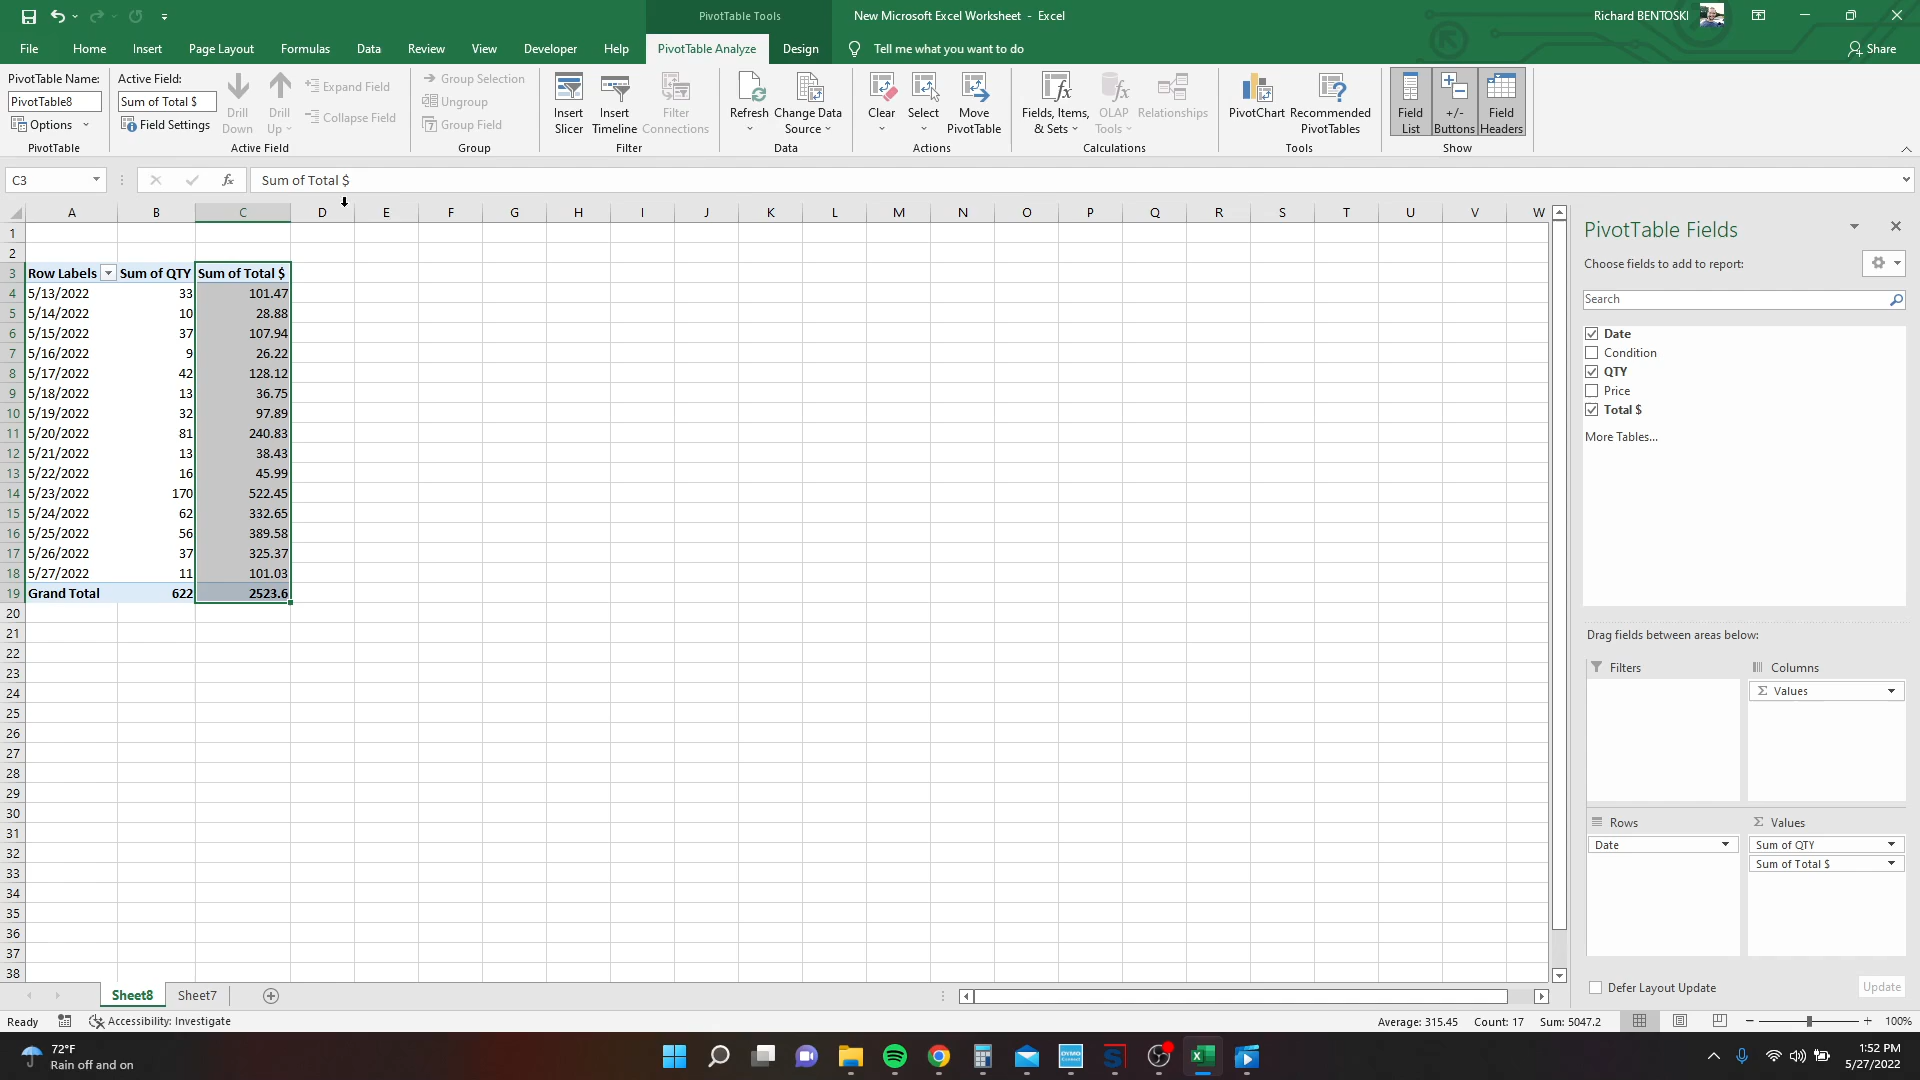 PivotTable Tools
New Microsoft Excel Worksheet - Excel
Richard BENTOSKI
File Home Insert Page Layout Formulas Data Review View Developer Help PivotTable Analyze Design Tell me what you want to do Share
PivotTable Name:
PivotTable8
Options
PivotTable
Active Field:
Sum of Total $
Field Settings
Drill Down
Drill Up
Expand Field
Collapse Field
Active Field
Group Selection
Ungroup
Group Field
Group
Insert Slicer
Insert Timeline
Filter Connections
Filter
Refresh
Change Data Source
Data
Clear
Select
Move PivotTable
Actions
Fields, Items, & Sets
OLAP Tools
Relationships
Calculations
PivotChart
Recommended PivotTables
Tools
Field List
+/- Buttons
Field Headers
Show
C3
fx
Sum of Total $
A B C D E F G H I J K L M N O P Q R S T U V W
1
2
3 Row Labels Sum of QTY Sum of Total $
4 5/13/2022 33 101.47
5 5/14/2022 10 28.88
6 5/15/2022 37 107.94
7 5/16/2022 9 26.22
8 5/17/2022 42 128.12
9 5/18/2022 13 36.75
10 5/19/2022 32 97.89
11 5/20/2022 81 240.83
12 5/21/2022 13 38.43
13 5/22/2022 16 45.99
14 5/23/2022 170 522.45
15 5/24/2022 62 332.65
16 5/25/2022 56 389.58
17 5/26/2022 37 325.37
18 5/27/2022 11 101.03
19 Grand Total 622 2523.6
20
21
22
23
24
25
26
27
28
29
30
31
32
33
34
35
36
37
38
PivotTable Fields
Choose fields to add to report:
Search
Date
Condition
QTY
Price
Total $
More Tables...
Drag fields between areas below:
Filters
Columns
Σ Values
Rows
Date
Σ Values
Sum of QTY
Sum of Total $
Defer Layout Update
Update
Sheet8 Sheet7
Ready
Accessibility: Investigate
Average: 315.45 Count: 17 Sum: 5047.2
100%
72°F
Rain off and on
DYMO
1:52 PM
5/27/2022